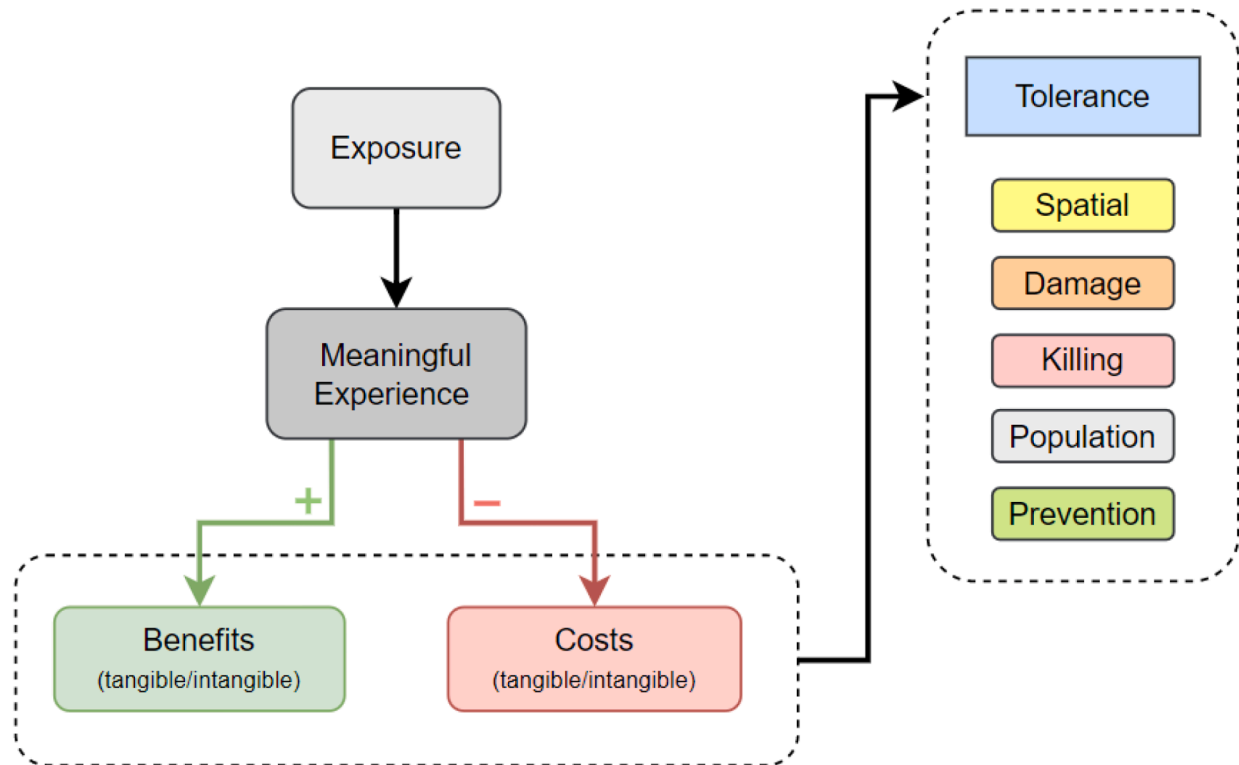 Exposure
Meaningful
Experience
+
−
Benefits
(tangible/intangible)
Costs
(tangible/intangible)
Tolerance
Spatial
Damage
Killing
Population
Prevention